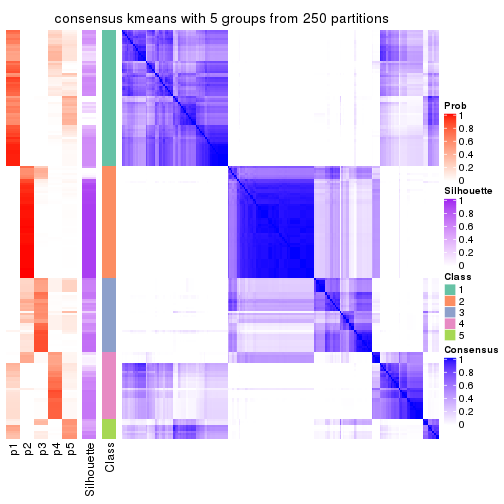 consensus kmeans with 5 groups from 250 partitions
Prob
1
0.8
0.6
0.4
0.2
0
Silhouette
1
0.8
0.6
0.4
0.2
0
Class
1
2
3
4
5
Consensus
1
0.8
0.6
0.4
0.2
0
p1
p2
p3
p4
p5
Silhouette
Class